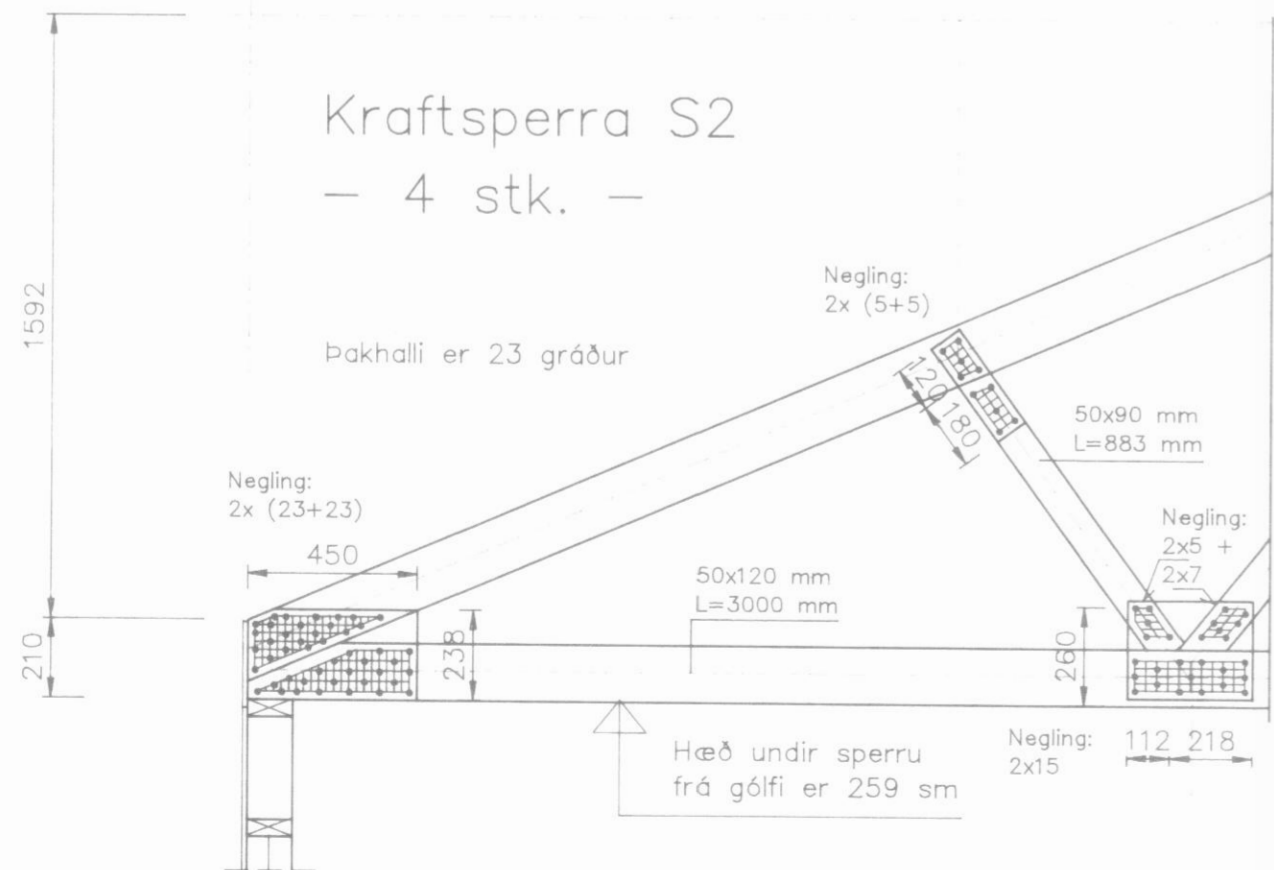 Kraftsperra S2
— 4 stk. —
1592
Negling:
2x (5+5)
Þakhalli er 23 gráður
120
180
50x90 mm
L=883 mm
Negling:
2x (23+23)
450
Negling:
2x5 +
2x7
50x120 mm
L=3000 mm
210
238
260
Hæð undir sperru
frá gólfi er 259 sm
Negling:
2x15
112
218